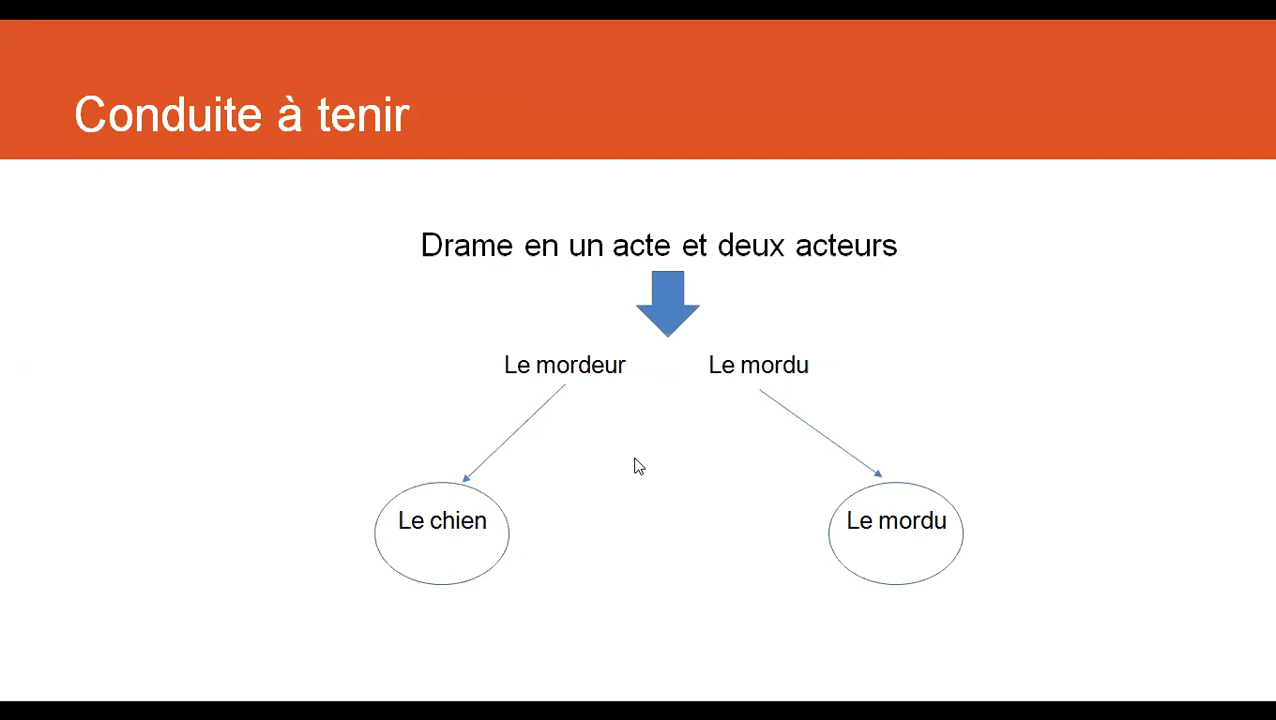 Conduite à tenir
Drame en un acte et deux acteurs
Le mordeur
Le mordu
Le chien
Le mordu